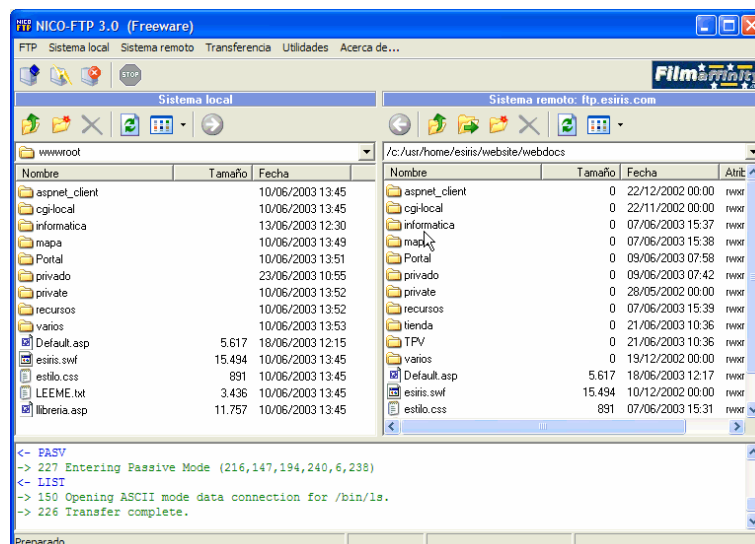 NICO-FTP 3.0 (Freeware)
FTP Sistema local Sistema remoto Transferencia Utilidades Acerca de...
STOP
Filmaffinity
Sistema local
wwwroot
Nombre Tamaño Fecha
aspnet_client 10/06/2003 13:45
cgi-local 10/06/2003 13:45
informatica 13/06/2003 12:30
mapa 10/06/2003 13:49
Portal 10/06/2003 13:51
privado 23/06/2003 10:55
private 10/06/2003 13:52
recursos 10/06/2003 13:52
varios 10/06/2003 13:53
Default.asp 5.617 18/06/2003 12:15
esiris.swf 15.494 10/06/2003 13:45
estilo.css 891 10/06/2003 13:45
LEEME.txt 3.436 10/06/2003 13:45
llibreria.asp 11.757 10/06/2003 13:45
Sistema remoto: ftp.esiris.com
/c:/usr/home/esiris/website/webdocs
Nombre Tamaño Fecha Atrib
aspnet_client 0 22/12/2002 00:00 rwxr
cgi-local 0 22/11/2002 00:00 rwxr
informatica 0 07/06/2003 15:37 rwxr
mapa 0 07/06/2003 15:38 rwxr
Portal 0 09/06/2003 07:58 rwxr
privado 0 09/06/2003 07:42 rwxr
private 0 28/05/2002 00:00 rwxr
recursos 0 07/06/2003 15:39 rwxr
tienda 0 21/06/2003 10:36 rwxr
TPV 0 21/06/2003 10:36 rwxr
varios 0 19/12/2002 00:00 rwxr
Default.asp 5.617 18/06/2003 12:17 rwxr
esiris.swf 15.494 10/12/2002 00:00 rwxr
estilo.css 891 07/06/2003 15:31 rwxr
<- PASV
-> 227 Entering Passive Mode (216,147,194,240,6,238)
<- LIST
-> 150 Opening ASCII mode data connection for /bin/ls.
-> 226 Transfer complete.
Preparado